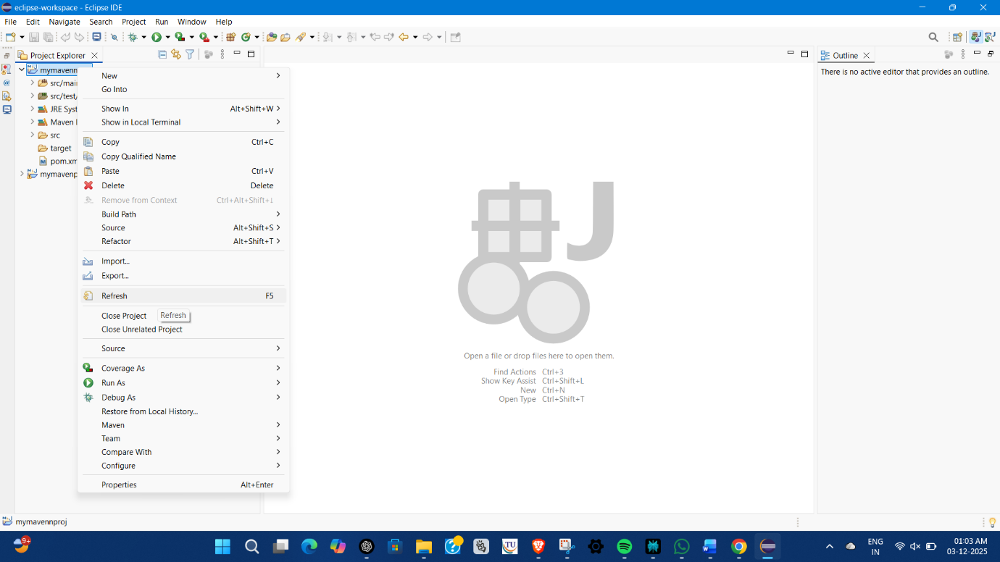 eclipse-workspace - Eclipse IDE
File Edit Navigate Search Project Run Window Help
Project Explorer
mymavenn
src/mai
src/test/
JRE Syst
Maven
src
target
pom.xm
mymavenp
New
Go Into
Show In Alt+Shift+W
Show in Local Terminal
Copy Ctrl+C
Copy Qualified Name
Paste Ctrl+V
Delete Delete
Remove from Context Ctrl+Alt+Shift+↓
Build Path
Source Alt+Shift+S
Refactor Alt+Shift+T
Import...
Export...
Refresh F5
Close Project
Refresh
Close Unrelated Project
Source
Coverage As
Run As
Debug As
Restore from Local History...
Maven
Team
Compare With
Configure
Properties Alt+Enter
J
Open a file or drop files here to open them.
Find Actions Ctrl+3
Show Key Assist Ctrl+Shift+L
New Ctrl+N
Open Type Ctrl+Shift+T
Outline
There is no active editor that provides an outline.
mymavennproj
9+
TU
ENG
IN
01:03 AM
03-12-2025